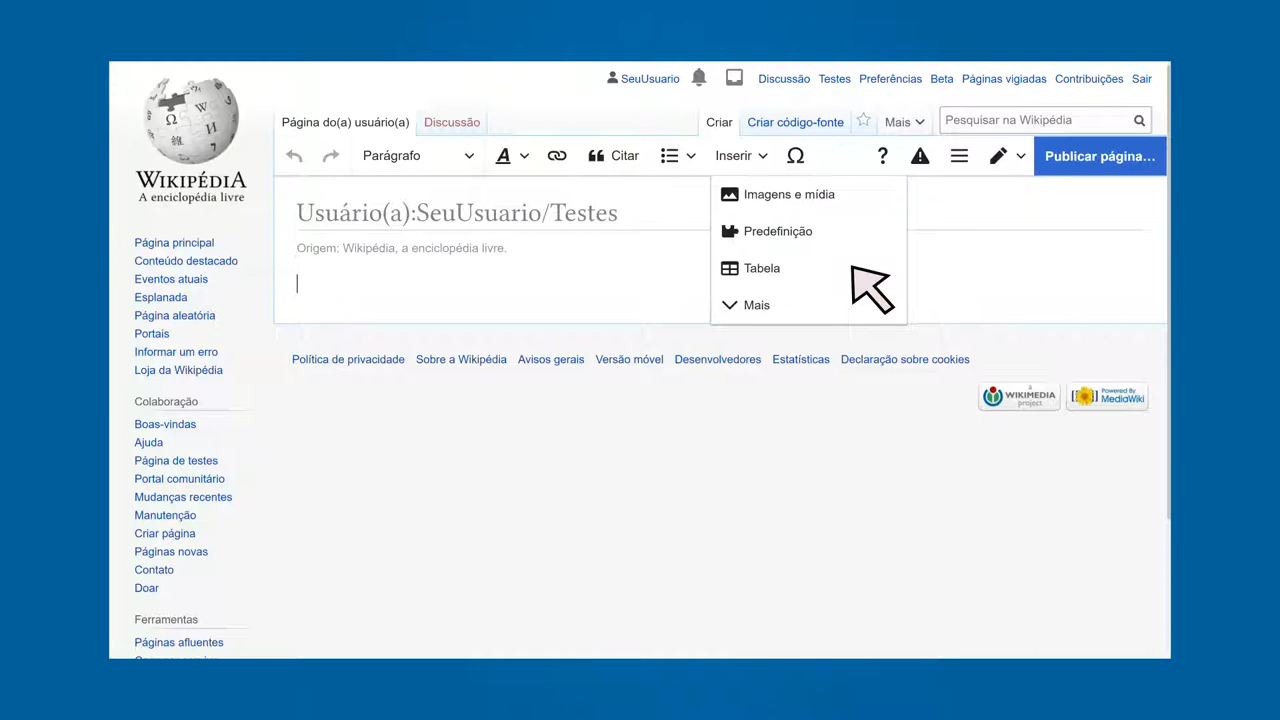 SeuUsuario Discussão Testes Preferências Beta Páginas vigiadas Contribuições Sair
Página do(a) usuário(a) Discussão Criar Criar código-fonte Mais Pesquisar na Wikipédia
Parágrafo A Citar Inserir Ω ? Publicar página...
WIKIPÉDIA
A enciclopédia livre
Imagens e mídia
Predefinição
Tabela
Mais
Usuário(a):SeuUsuario/Testes
Origem: Wikipédia, a enciclopédia livre.
Política de privacidade Sobre a Wikipédia Avisos gerais Versão móvel Desenvolvedores Estatísticas Declaração sobre cookies
a
WIKIMEDIA
project
Powered By
MediaWiki
Página principal
Conteúdo destacado
Eventos atuais
Esplanada
Página aleatória
Portais
Informar um erro
Loja da Wikipédia
Colaboração
Boas-vindas
Ajuda
Página de testes
Portal comunitário
Mudanças recentes
Manutenção
Criar página
Páginas novas
Contato
Doar
Ferramentas
Páginas afluentes